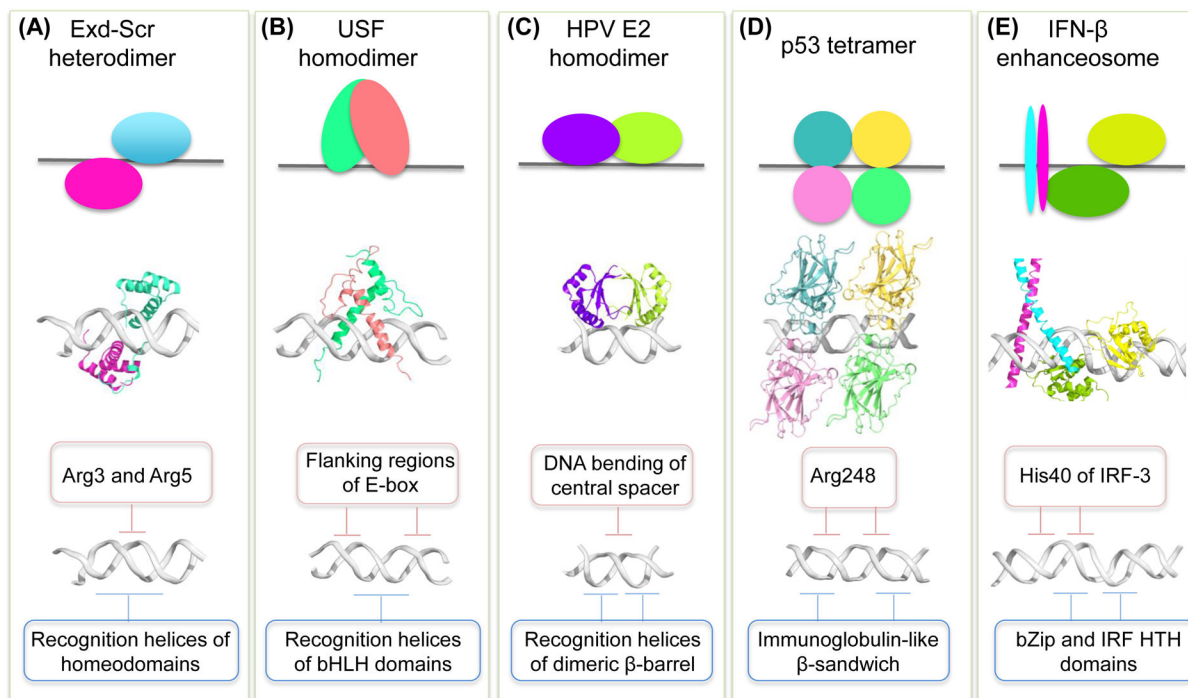 (A) Exd-Scr
heterodimer
Arg3 and Arg5
Recognition helices of
homeodomains
(B) USF
homodimer
Flanking regions
of E-box
Recognition helices
of bHLH domains
(C) HPV E2
homodimer
DNA bending of
central spacer
Recognition helices
of dimeric β-barrel
(D) p53 tetramer
Arg248
Immunoglobulin-like
β-sandwich
(E) IFN-β
enhanceosome
His40 of IRF-3
bZip and IRF HTH
domains